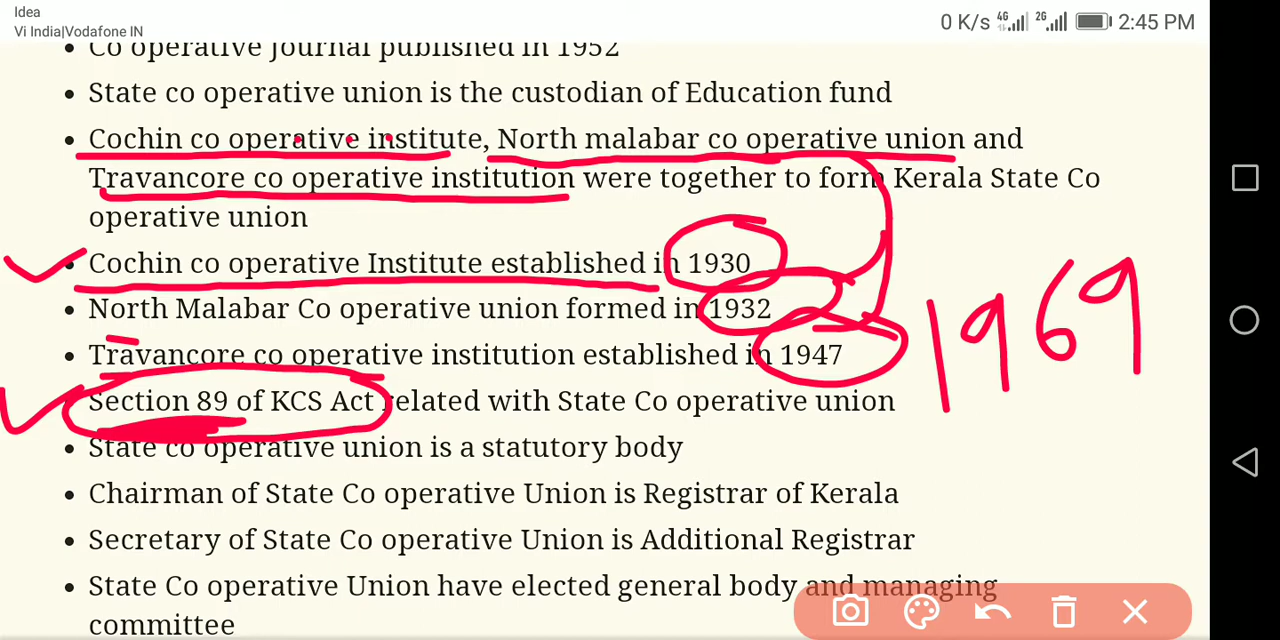 Idea
Vi India|Vodafone IN
0 K/s 4G 2G 2:45 PM
Co operative Journal published in 1952
State co operative union is the custodian of Education fund
Cochin co operative institute, North malabar co operative union and
Travancore co operative institution were together to form Kerala State Co
operative union
Cochin co operative Institute established in 1930
North Malabar Co operative union formed in 1932
Travancore co operative institution established in 1947
1969
Section 89 of KCS Act related with State Co operative union
State co operative union is a statutory body
Chairman of State Co operative Union is Registrar of Kerala
Secretary of State Co operative Union is Additional Registrar
State Co operative Union have elected general body and managing
committee